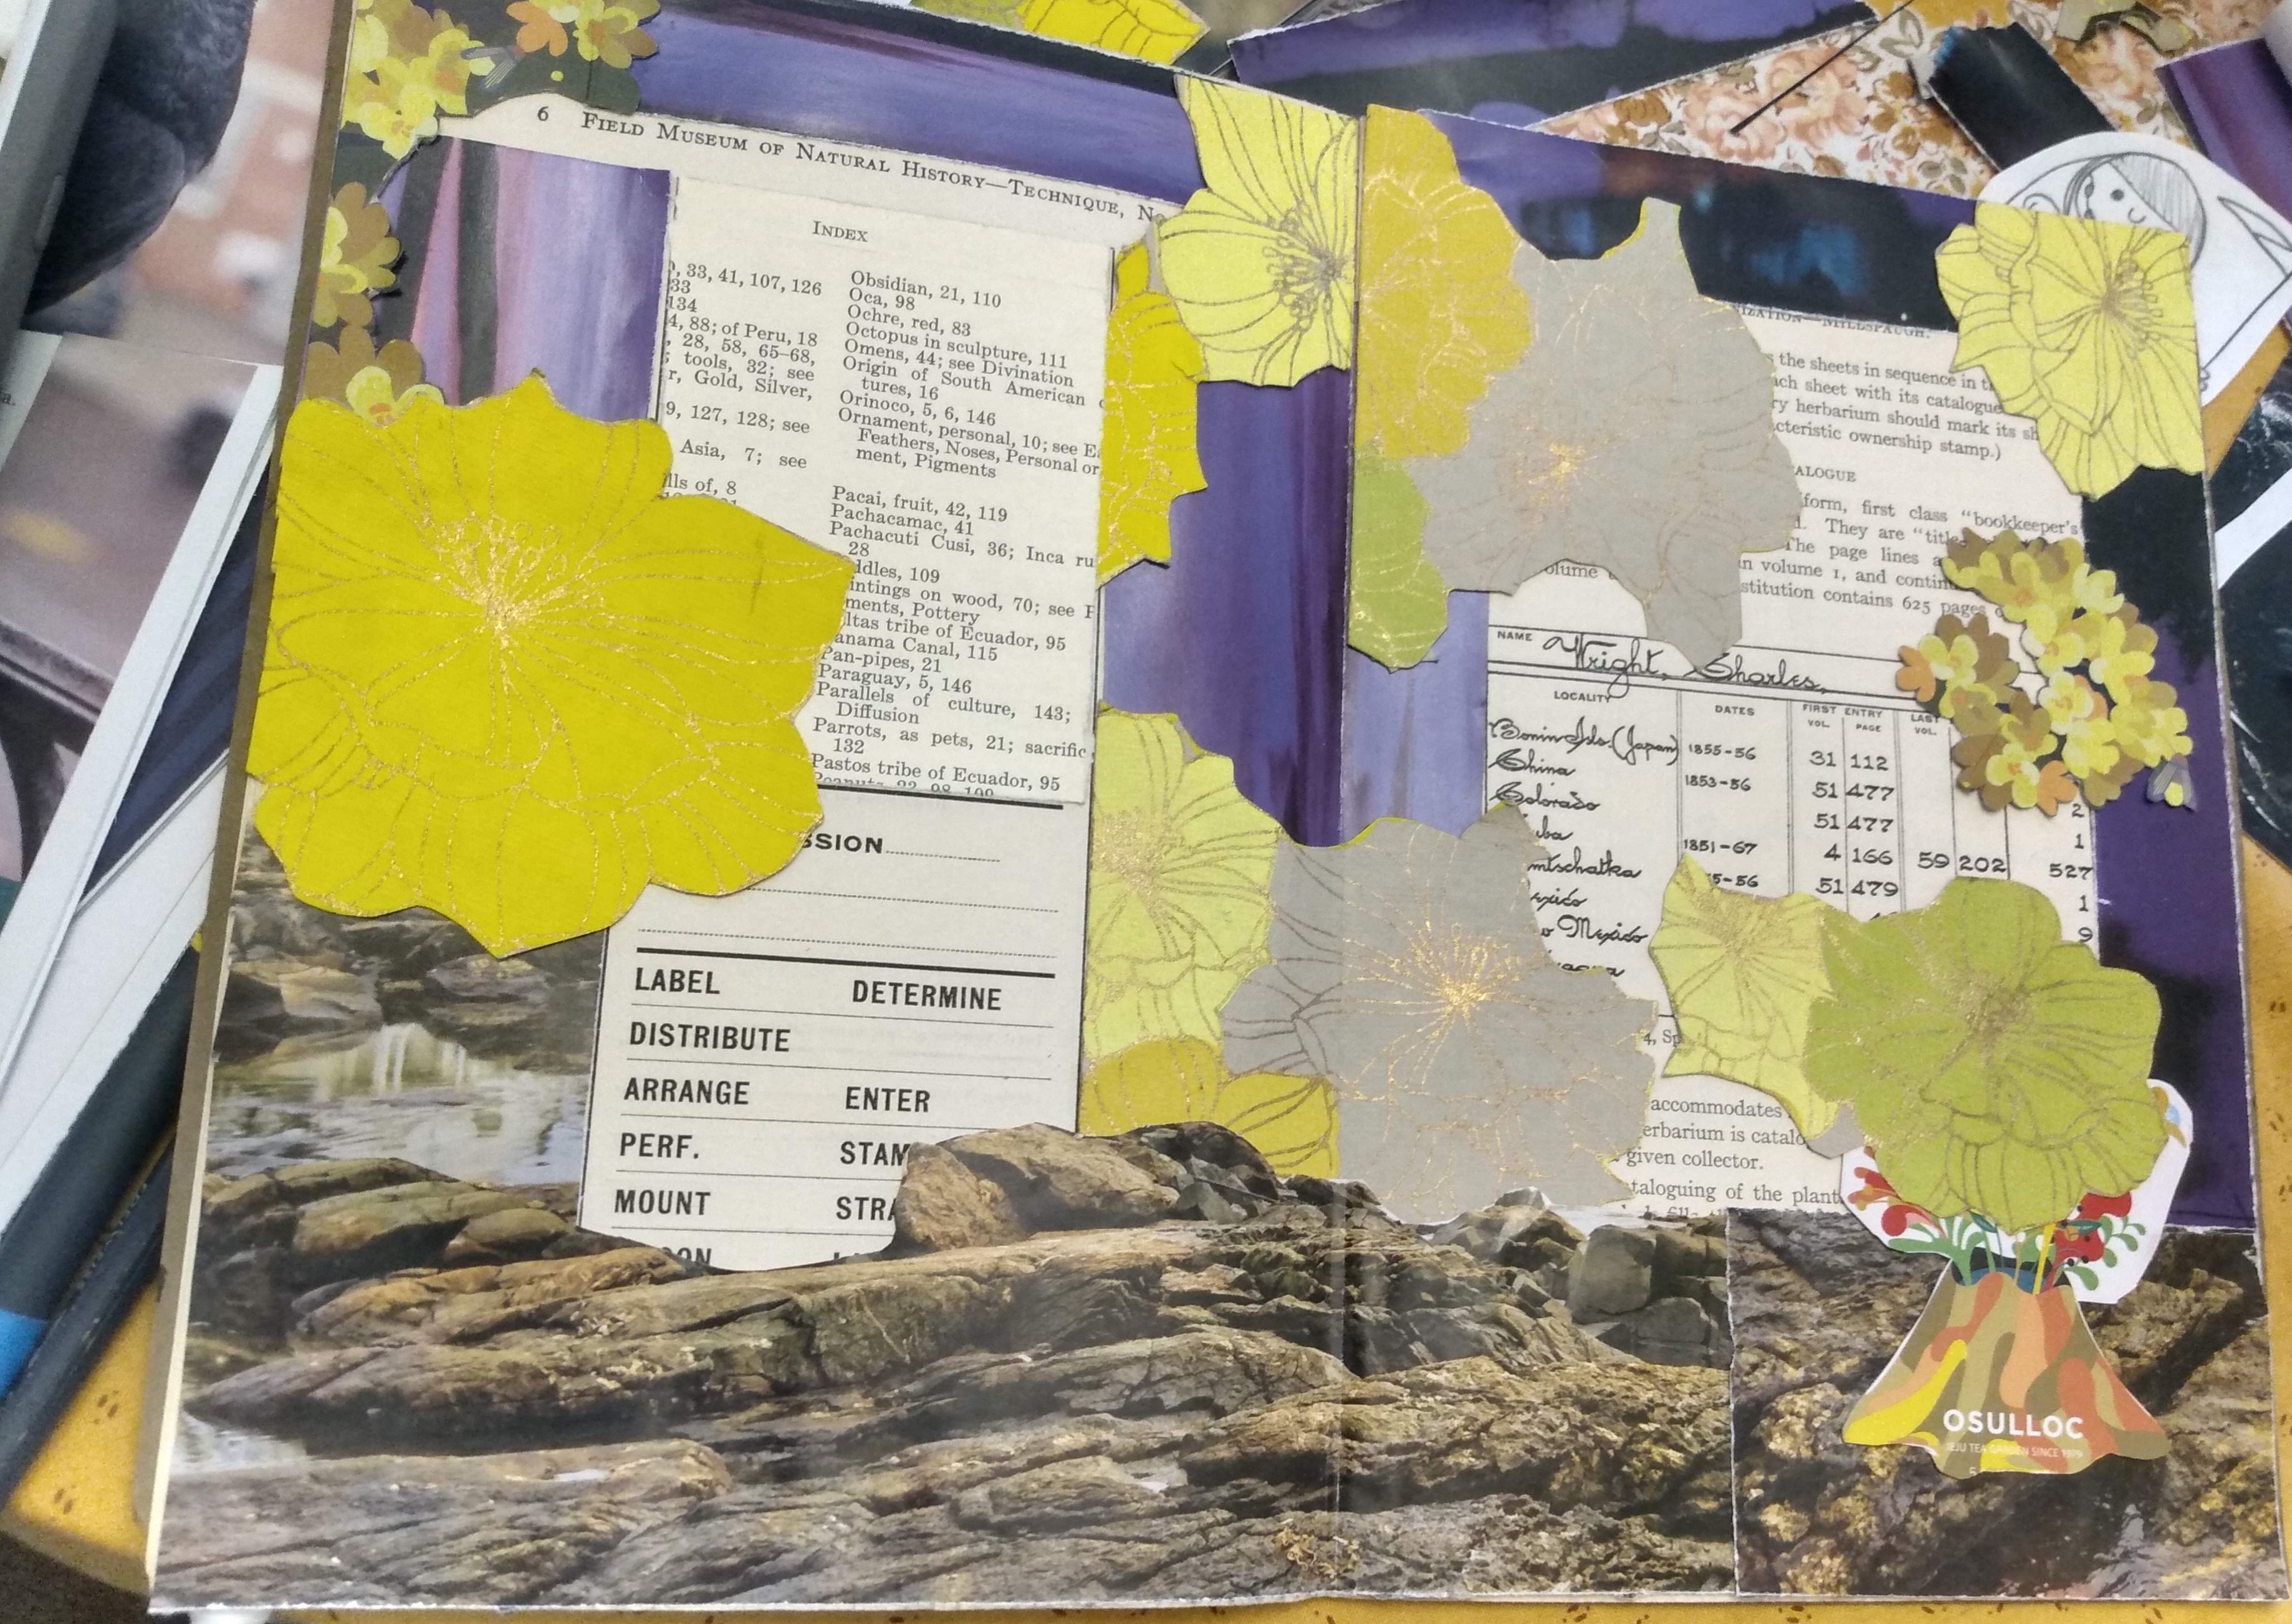 6 FIELD MUSEUM OF NATURAL HISTORY—TECHNIQUE, No
INDEX
, 33, 41, 107, 126
33
134
4, 88; of Peru, 18
, 28, 58, 65–68,
; tools, 32; see
r, Gold, Silver,
9, 127, 128; see
Asia, 7; see
lls of, 8
Obsidian, 21, 110
Oca, 98
Ochre, red, 83
Octopus in sculpture, 111
Omens, 44; see Divination
Origin of South American
tures, 16
Orinoco, 5, 6, 146
Ornament, personal, 10; see
Feathers, Noses, Personal or
ment, Pigments
Pacai, fruit, 42, 119
Pachacamac, 41
Pachacuti Cusi, 36; Inca ru
28
ddles, 109
intings on wood, 70; see
ments, Pottery
ltas tribe of Ecuador, 95
anama Canal, 115
Pan-pipes, 21
Paraguay, 5, 146
Parallels of culture, 143;
Diffusion
Parrots, as pets, 21; sacrific
132
Pastos tribe of Ecuador, 95
SSION
LABEL DETERMINE
DISTRIBUTE
ARRANGE ENTER
PERF. STAM
MOUNT STRA
IZATION—MILLSPAUGH.
s the sheets in sequence in
ach sheet with its catalogue
ry herbarium should mark its sh
cteristic ownership stamp.)
ALOGUE
form, first class "bookkeeper's
They are "title
The page lines
n volume 1, and contin
olume
stitution contains 625 pages
NAME Wright, Charles.
LOCALITY DATES FIRST ENTRY LAST
VOL. PAGE VOL.
Bonin Isls. (Japan) 1855-56 31 112
China 1853-56 51 477
Colorado 51 477 2
uba 1851-67 4 166 59 202 527
mtschatka 5-56 51 479 1
exico
o Mexico 9
4, Sp
accommodates
erbarium is catalo
given collector.
taloguing of the plant
OSULLOC
JEJU TEA GARDEN SINCE 1979